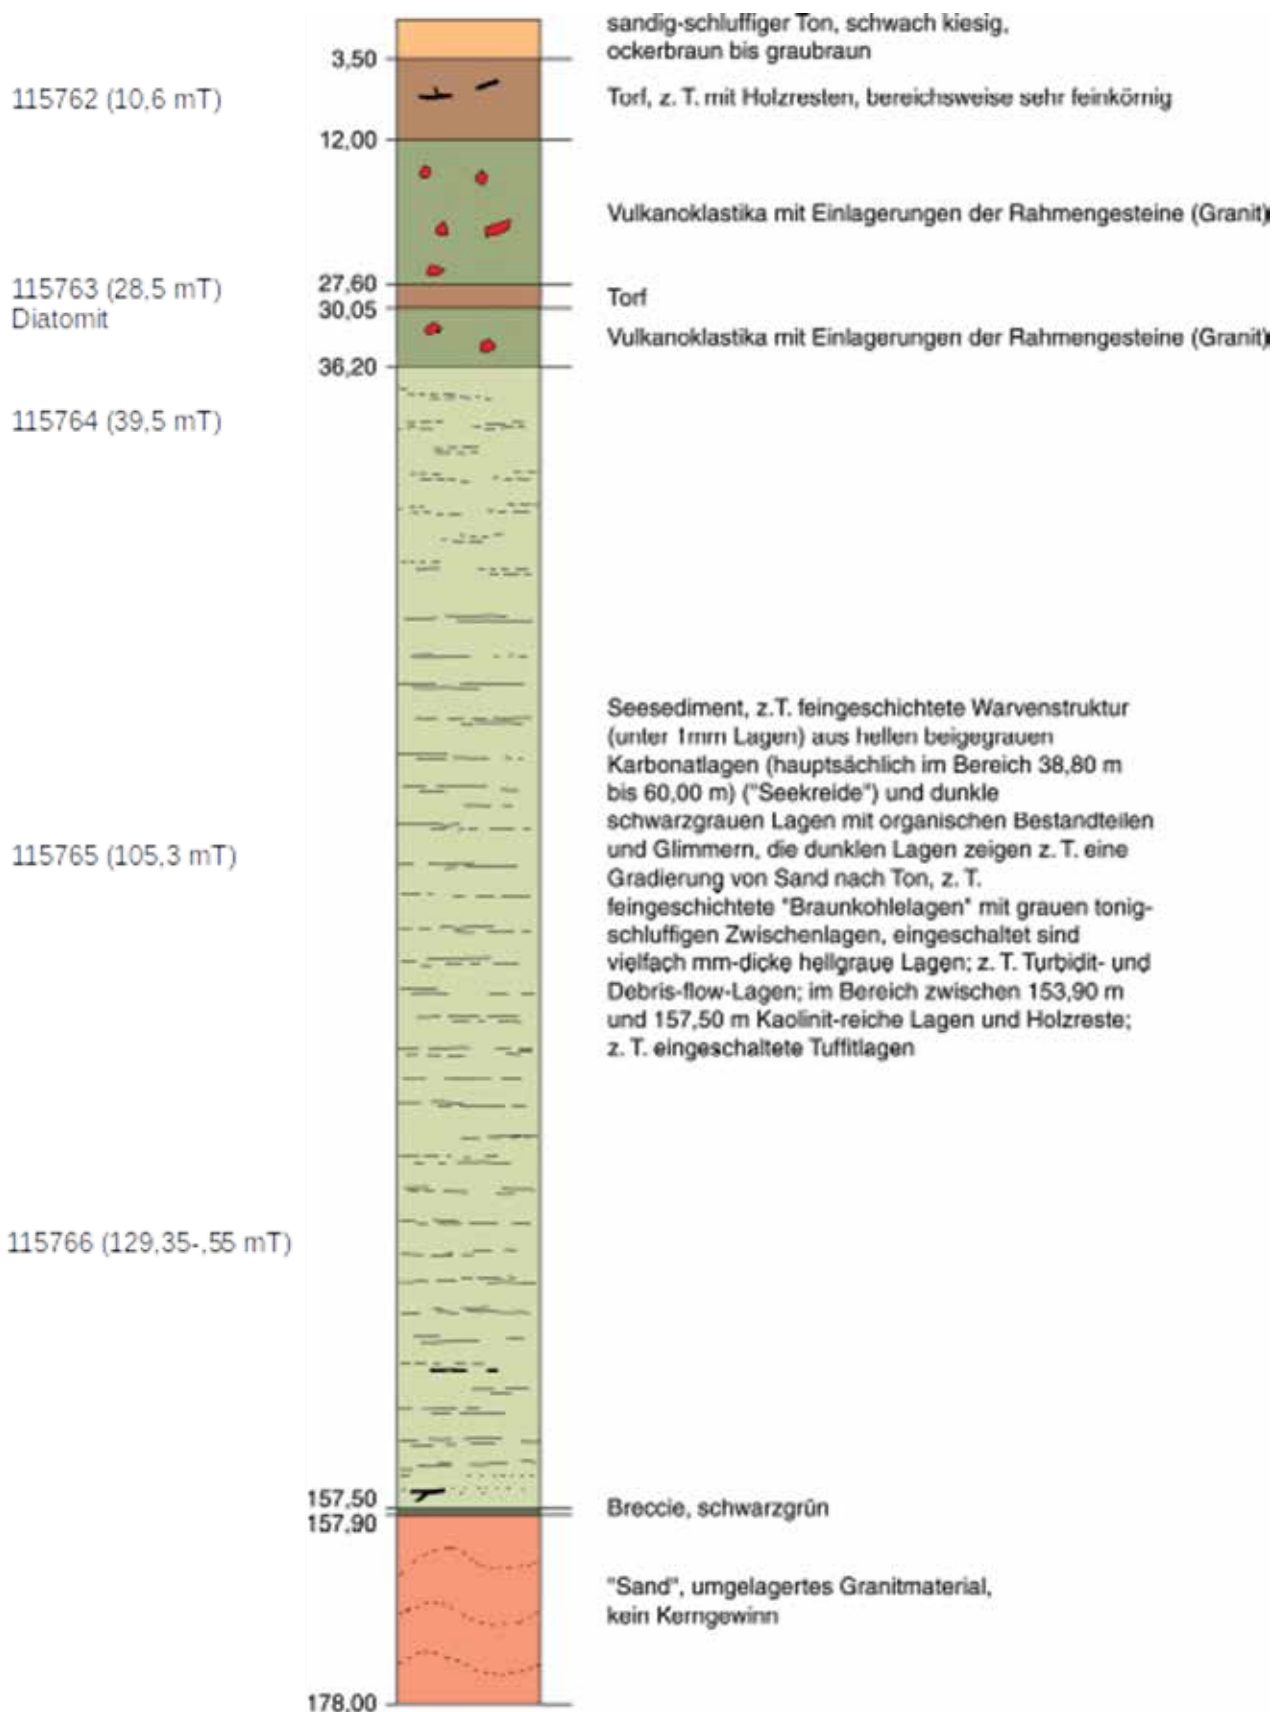 sandig-schluffiger Ton, schwach kiesig,
ockerbraun bis graubraun
3,50
115762 (10,6 mT)
Torf, z. T. mit Holzresten, bereichsweise sehr feinkörnig
12,00
Vulkanoklastika mit Einlagerungen der Rahmengesteine (Granit)
27,60
115763 (28,5 mT)
Diatomit
Torf
30,05
Vulkanoklastika mit Einlagerungen der Rahmengesteine (Granit)
36,20
115764 (39,5 mT)
Seesediment, z.T. feingeschichtete Warvenstruktur
(unter 1mm Lagen) aus hellen beigegrauen
Karbonatlagen (hauptsächlich im Bereich 38,80 m
bis 60,00 m) ("Seekreide") und dunkle
schwarzgrauen Lagen mit organischen Bestandteilen
und Glimmern, die dunklen Lagen zeigen z. T. eine
Gradierung von Sand nach Ton, z. T.
feingeschichtete "Braunkohlelagen" mit grauen tonig-
schluffigen Zwischenlagen, eingeschaltet sind
vielfach mm-dicke hellgraue Lagen; z. T. Turbidit- und
Debris-flow-Lagen; im Bereich zwischen 153,90 m
und 157,50 m Kaolinit-reiche Lagen und Holzreste;
z. T. eingeschaltete Tuffitlagen
115765 (105,3 mT)
115766 (129,35-,55 mT)
157,50
Breccie, schwarzgrün
157,90
"Sand", umgelagertes Granitmaterial,
kein Kerngewinn
178,00